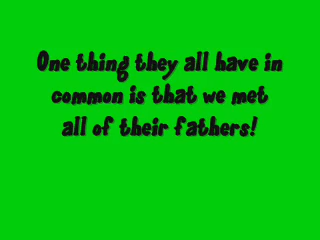 One thing they all have in
common is that we met
all of their fathers!